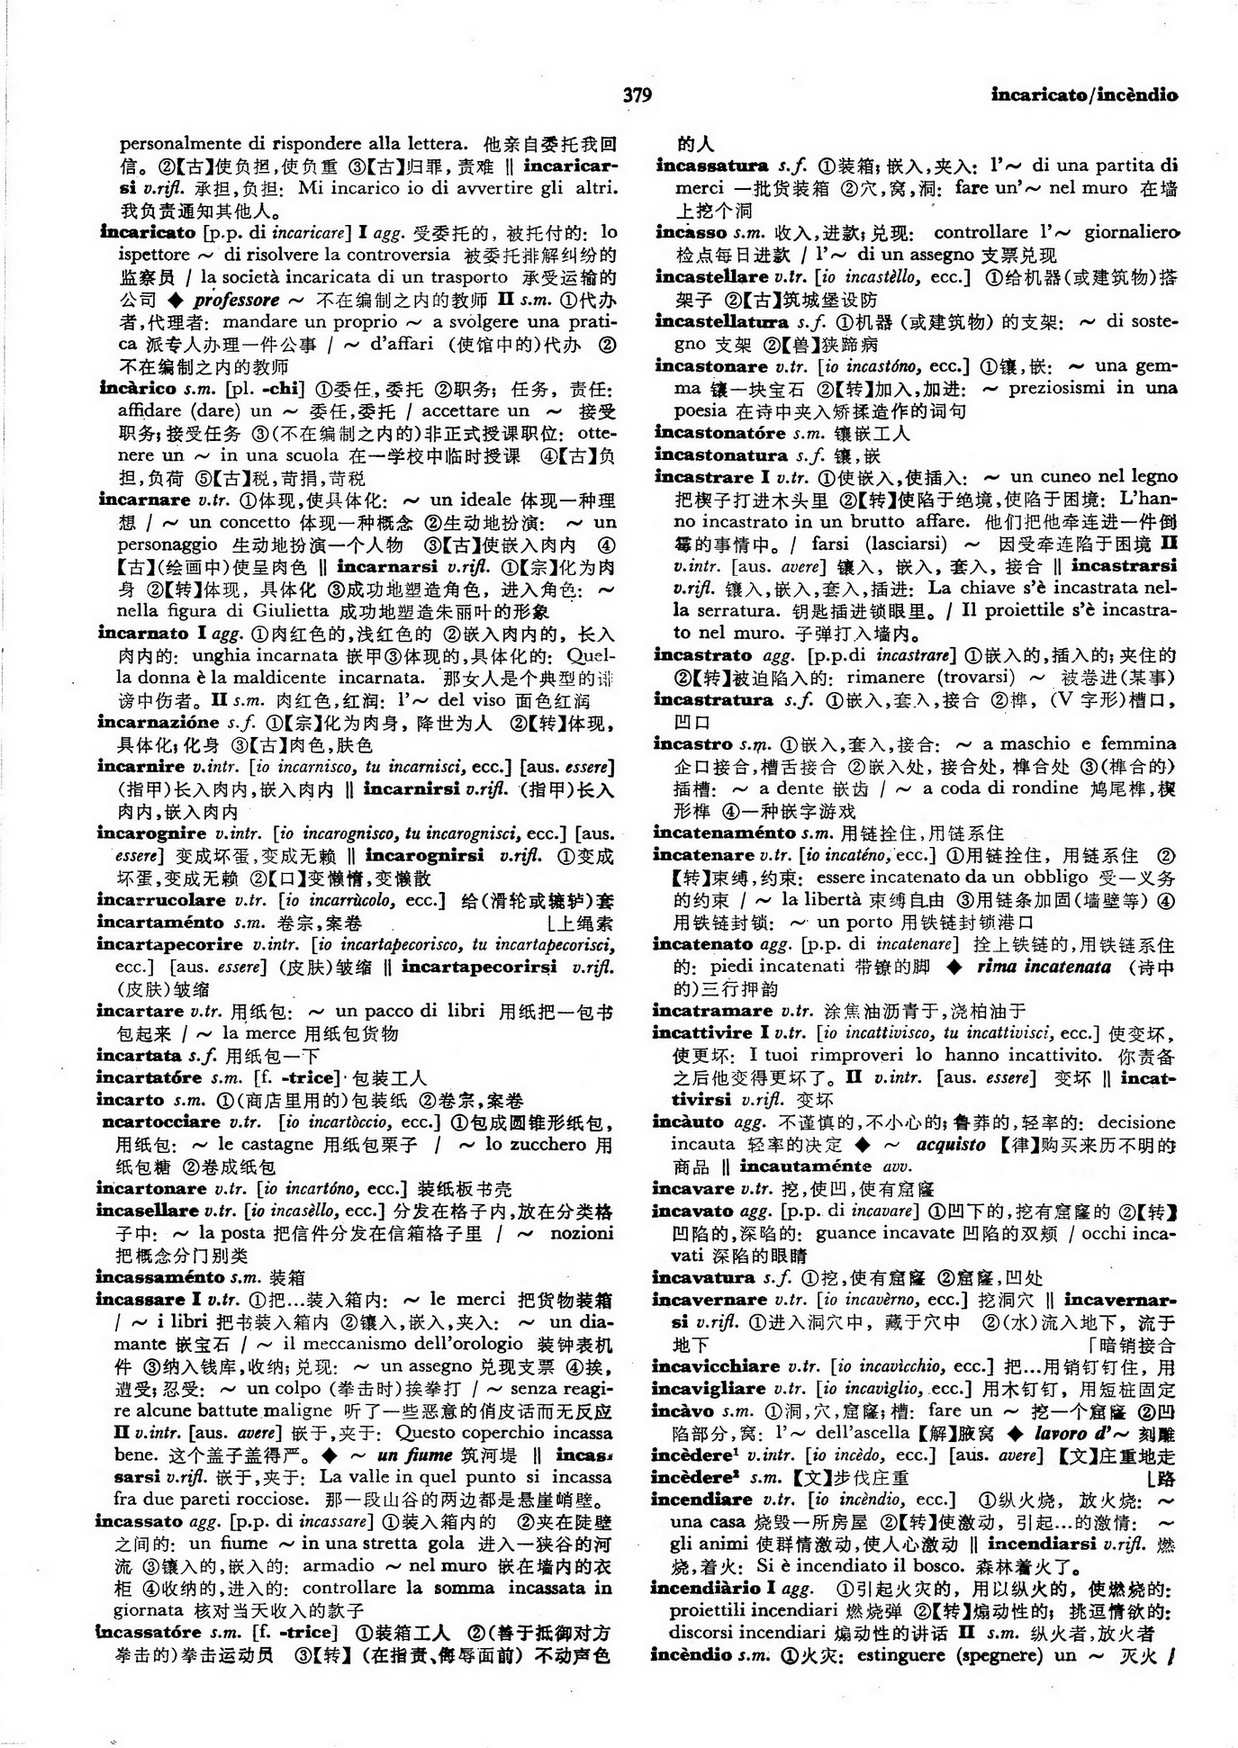 379
incaricato/incèndio
personalmente di rispondere alla lettera. 他亲自委托我回
信。②【古】使负担,使负重 ③【古】归罪,责难 ‖ incaricar-
si v.rifl. 承担,负担: Mi incarico io di avvertire gli altri.
我负责通知其他人。
incaricato [p.p. di incaricare] I agg. 受委托的, 被托付的: lo
ispettore ～ di risolvere la controversia 被委托排解纠纷的
监察员 / la società incaricata di un trasporto 承受运输的
公司 ◆ professore ～ 不在编制之内的教师 II s.m. ①代办
者,代理者: mandare un proprio ～ a svolgere una prati-
ca 派专人办理一件公事 / ～ d'affari (使馆中的)代办 ②
不在编制之内的教师
incàrico s.m. [pl. -chi] ①委任,委托 ②职务; 任务, 责任:
affidare (dare) un ～ 委任,委托 / accettare un ～ 接受
职务;接受任务 ③(不在编制之内的)非正式授课职位: otte-
nere un ～ in una scuola 在一学校中临时授课 ④【古】负
担,负荷 ⑤【古】税,苛捐,苛税
incarnare v.tr. ①体现,使具体化: ～ un ideale 体现一种理
想 / ～ un concetto 体现一种概念 ②生动地扮演: ～ un
personaggio 生动地扮演一个人物 ③【古】使嵌入肉内 ④
【古】(绘画中)使呈肉色 ‖ incarnarsi v.rifl. ①【宗】化为肉
身 ②【转】体现, 具体化 ③成功地塑造角色, 进入角色: ～
nella figura di Giulietta 成功地塑造朱丽叶的形象
incarnato I agg. ①肉红色的,浅红色的 ②嵌入肉内的, 长入
肉内的: unghia incarnata 嵌甲③体现的,具体化的: Quel-
la donna è la maldicente incarnata. 那女人是个典型的诽
谤中伤者。II s.m. 肉红色,红润: l'～ del viso 面色红润
incarnazióne s.f. ①【宗】化为肉身, 降世为人 ②【转】体现,
具体化; 化身 ③【古】肉色,肤色
incarnire v.intr. [io incarnisco, tu incarnisci, ecc.] [aus. essere]
(指甲)长入肉内,嵌入肉内 ‖ incarnirsi v.rifl. (指甲)长入
肉内,嵌入肉内
incarognire v.intr. [io incarognisco, tu incarognisci, ecc.] [aus.
essere] 变成坏蛋,变成无赖 ‖ incarognirsi v.rifl. ①变成
坏蛋,变成无赖 ②【口】变懒惰,变懒散
incarrucolare v.tr. [io incarrùcolo, ecc.] 给(滑轮或辘轳)套
incartaménto s.m. 卷宗,案卷 ⌊上绳索
incartapecorire v.intr. [io incartapecorisco, tu incartapecorisci,
ecc.] [aus. essere] (皮肤)皱缩 ‖ incartapecorirsi v.rifl.
(皮肤)皱缩
incartare v.tr. 用纸包: ～ un pacco di libri 用纸把一包书
包起来 / ～ la merce 用纸包货物
incartata s.f. 用纸包一下
incartatóre s.m. [f. -trice] 包装工人
incarto s.m. ①(商店里用的)包装纸 ②卷宗,案卷
ncartocciare v.tr. [io incartòccio, ecc.] ①包成圆锥形纸包,
用纸包: ～ le castagne 用纸包栗子 / ～ lo zucchero 用
纸包糖 ②卷成纸包
incartonare v.tr. [io incartóno, ecc.] 装纸板书壳
incasellare v.tr. [io incasèllo, ecc.] 分发在格子内,放在分类格
子中: ～ la posta 把信件分发在信箱格子里 / ～ nozioni
把概念分门别类
incassaménto s.m. 装箱
incassare I v.tr. ①把…装入箱内: ～ le merci 把货物装箱
/ ～ i libri 把书装入箱内 ②镶入,嵌入,夹入: ～ un dia-
mante 嵌宝石 / ～ il meccanismo dell'orologio 装钟表机
件 ③纳入钱库,收纳; 兑现: ～ un assegno 兑现支票 ④挨,
遭受; 忍受: ～ un colpo (拳击时)挨拳打 / ～ senza reagi-
re alcune battute maligne 听了一些恶意的俏皮话而无反应
II v.intr. [aus. avere] 嵌于,夹于: Questo coperchio incassa
bene. 这个盖子盖得严。◆ ～ un fiume 筑河堤 ‖ incas-
sarsi v.rifl. 嵌于,夹于: La valle in quel punto si incassa
fra due pareti rocciose. 那一段山谷的两边都是悬崖峭壁。
incassato agg. [p.p. di incassare] ①装入箱内的 ②夹在陡壁
之间的: un fiume ～ in una stretta gola 进入一狭谷的河
流 ③镶入的,嵌入的: armadio ～ nel muro 嵌在墙内的衣
柜 ④收纳的,进入的: controllare la somma incassata in
giornata 核对当天收入的款子
incassatóre s.m. [f. -trice] ①装箱工人 ②(善于抵御对方
拳击的)拳击运动员 ③【转】(在指责、侮辱面前) 不动声色
的人
incassatura s.f. ①装箱; 嵌入,夹入: l'～ di una partita di
merci 一批货装箱 ②穴,窝,洞: fare un'～ nel muro 在墙
上挖个洞
incàsso s.m. 收入,进款; 兑现: controllare l'～ giornaliero
检点每日进款 / l'～ di un assegno 支票兑现
incastellare v.tr. [io incastèllo, ecc.] ①给机器(或建筑物)搭
架子 ②【古】筑城堡设防
incastellatura s.f. ①机器 (或建筑物) 的支架: ～ di soste-
gno 支架 ②【兽】狭蹄病
incastonare v.tr. [io incastóno, ecc.] ①镶,嵌: ～ una gem-
ma 镶一块宝石 ②【转】加入,加进: ～ preziosismi in una
poesia 在诗中夹入矫揉造作的词句
incastonatóre s.m. 镶嵌工人
incastonatura s.f. 镶,嵌
incastrare I v.tr. ①使嵌入,使插入: ～ un cuneo nel legno
把楔子打进木头里 ②【转】使陷于绝境,使陷于困境: L'han-
no incastrato in un brutto affare. 他们把他牵连进一件倒
霉的事情中。/ farsi (lasciarsi) ～ 因受牵连陷于困境 II
v.intr. [aus. avere] 镶入, 嵌入, 套入, 接合 ‖ incastrarsi
v.rifl. 镶入,嵌入,套入,插进: La chiave s'è incastrata nel-
la serratura. 钥匙插进锁眼里。/ Il proiettile s'è incastra-
to nel muro. 子弹打入墙内。
incastrato agg. [p.p.di incastrare] ①嵌入的,插入的; 夹住的
②【转】被迫陷入的: rimanere (trovarsi) ～ 被卷进(某事)
incastratura s.f. ①嵌入,套入,接合 ②榫, (V 字形)槽口,
凹口
incastro s.m. ①嵌入,套入,接合: ～ a maschio e femmina
企口接合,槽舌接合 ②嵌入处, 接合处, 榫合处 ③(榫合的)
插槽: ～ a dente 嵌齿 / ～ a coda di rondine 鸠尾榫,楔
形榫 ④一种嵌字游戏
incatenaménto s.m. 用链拴住,用链系住
incatenare v.tr. [io incaténo, ecc.] ①用链拴住, 用链系住 ②
【转】束缚,约束: essere incatenato da un obbligo 受一义务
的约束 / ～ la libertà 束缚自由 ③用链条加固(墙壁等) ④
用铁链封锁: ～ un porto 用铁链封锁港口
incatenato agg. [p.p. di incatenare] 拴上铁链的,用铁链系住
的: piedi incatenati 带镣的脚 ◆ rima incatenata (诗中
的)三行押韵
incatramare v.tr. 涂焦油沥青于,浇柏油于
incattivire I v.tr. [io incattivisco, tu incattivisci, ecc.] 使变坏,
使更坏: I tuoi rimproveri lo hanno incattivito. 你责备
之后他变得更坏了。II v.intr. [aus. essere] 变坏 ‖ incat-
tivirsi v.rifl. 变坏
incàuto agg. 不谨慎的,不小心的; 鲁莽的,轻率的: decisione
incauta 轻率的决定 ◆ ～ acquisto 【律】购买来历不明的
商品 ‖ incautaménte avv.
incavare v.tr. 挖,使凹,使有窟窿
incavato agg. [p.p. di incavare] ①凹下的,挖有窟窿的 ②【转】
凹陷的,深陷的: guance incavate 凹陷的双颊 / occhi inca-
vati 深陷的眼睛
incavatura s.f. ①挖,使有窟窿 ②窟窿,凹处
incavernare v.tr. [io incavèrno, ecc.] 挖洞穴 ‖ incavernar-
si v.rifl. ①进入洞穴中, 藏于穴中 ②(水)流入地下, 流于
地下 ｢暗销接合
incavicchiare v.tr. [io incavìcchio, ecc.] 把…用销钉钉住, 用
incavigliare v.tr. [io incavìglio, ecc.] 用木钉钉, 用短桩固定
incàvo s.m. ①洞,穴,窟窿; 槽: fare un ～ 挖一个窟窿 ②凹
陷部分,窝: l'～ dell'ascella 【解】腋窝 ◆ lavoro d'～ 刻雕
incèdere¹ v.intr. [io incèdo, ecc.] [aus. avere] 【文】庄重地走
incèdere² s.m. 【文】步伐庄重 ⌊路
incendiare v.tr. [io incèndio, ecc.] ①纵火烧, 放火烧: ～
una casa 烧毁一所房屋 ②【转】使激动, 引起…的激情: ～
gli animi 使群情激动,使人心激动 ‖ incendiarsi v.rifl. 燃
烧,着火: Si è incendiato il bosco. 森林着火了。
incendiàrio I agg. ①引起火灾的, 用以纵火的, 使燃烧的:
proiettili incendiari 燃烧弹 ②【转】煽动性的; 挑逗情欲的:
discorsi incendiari 煽动性的讲话 II s.m. 纵火者,放火者
incèndio s.m. ①火灾: estinguere (spegnere) un ～ 灭火 /